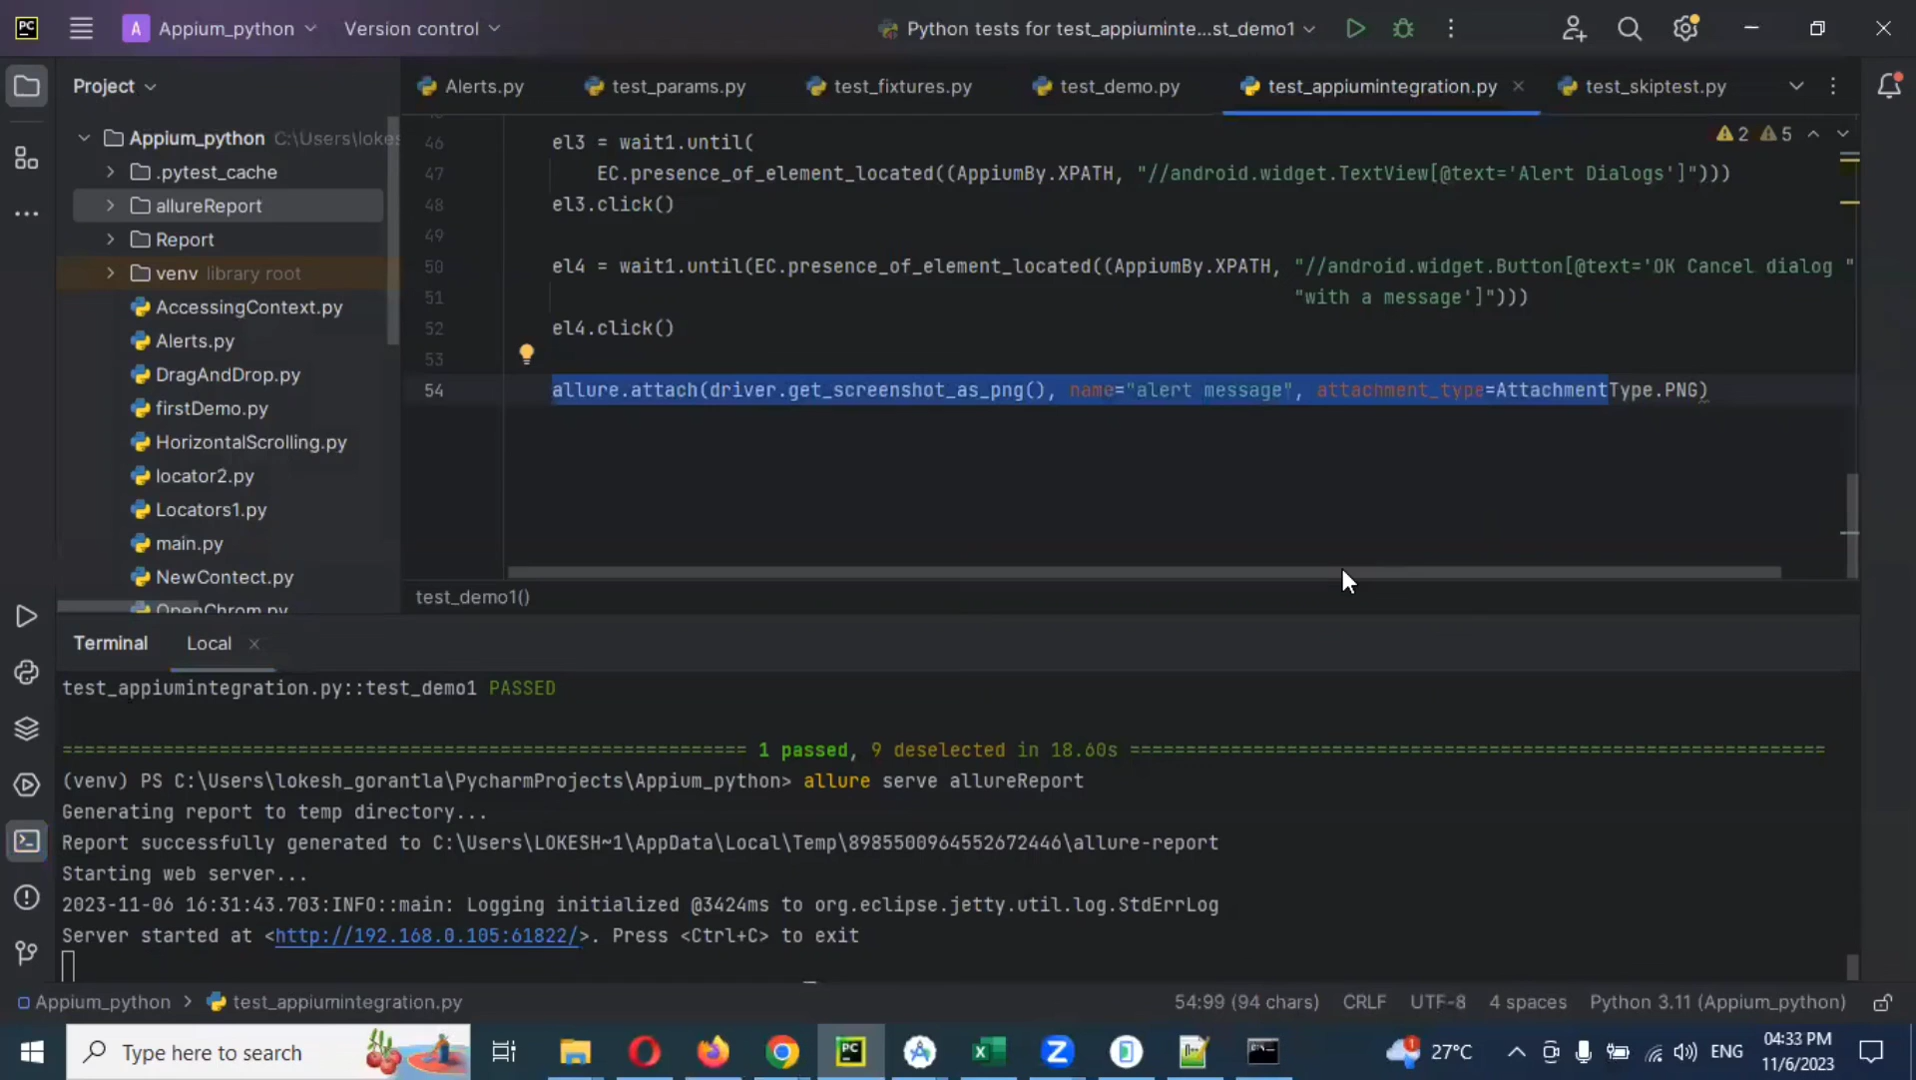 PC
A Appium_python
Version control
Python tests for test_appiuminte...st_demo1
Project
Alerts.py
test_params.py
test_fixtures.py
test_demo.py
test_appiumintegration.py
test_skiptest.py
2
5
Appium_python C:\Users\lokes
.pytest_cache
allureReport
Report
venv library root
AccessingContext.py
Alerts.py
DragAndDrop.py
firstDemo.py
HorizontalScrolling.py
locator2.py
Locators1.py
main.py
NewContect.py
OpenChrom.py
46 el3 = wait1.until(
47 EC.presence_of_element_located((AppiumBy.XPATH, "//android.widget.TextView[@text='Alert Dialogs']")))
48 el3.click()
49
50 el4 = wait1.until(EC.presence_of_element_located((AppiumBy.XPATH, "//android.widget.Button[@text='OK Cancel dialog "
51 "with a message']")))
52 el4.click()
53
54 allure.attach(driver.get_screenshot_as_png(), name="alert message", attachment_type=AttachmentType.PNG)
test_demo1()
Terminal
Local
test_appiumintegration.py::test_demo1 PASSED
============================================================== 1 passed, 9 deselected in 18.60s ==============================================================
(venv) PS C:\Users\lokesh_gorantla\PycharmProjects\Appium_python> allure serve allureReport
Generating report to temp directory...
Report successfully generated to C:\Users\LOKESH~1\AppData\Local\Temp\8985500964552672446\allure-report
Starting web server...
2023-11-06 16:31:43.703:INFO::main: Logging initialized @3424ms to org.eclipse.jetty.util.log.StdErrLog
Server started at <http://192.168.0.105:61822/>. Press <Ctrl+C> to exit
Appium_python > test_appiumintegration.py
54:99 (94 chars)
CRLF
UTF-8
4 spaces
Python 3.11 (Appium_python)
Type here to search
PC
1
27°C
ENG
04:33 PM
11/6/2023